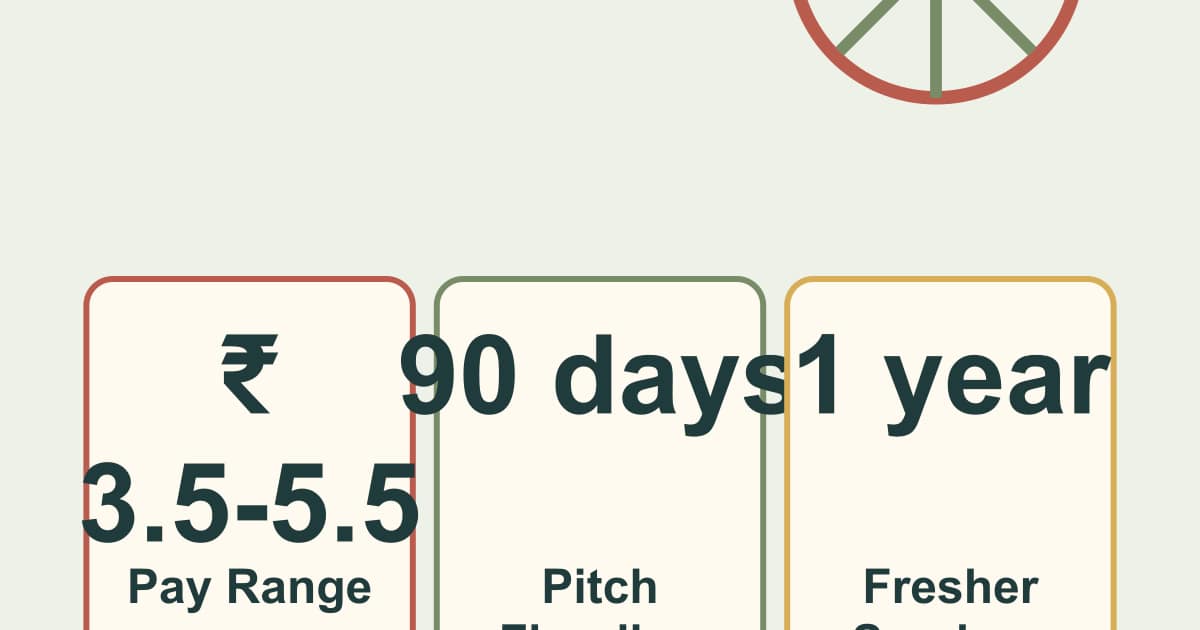 ₹
3.5-5.5
Pay Range
90 days
Pitch
1 year
Fresher